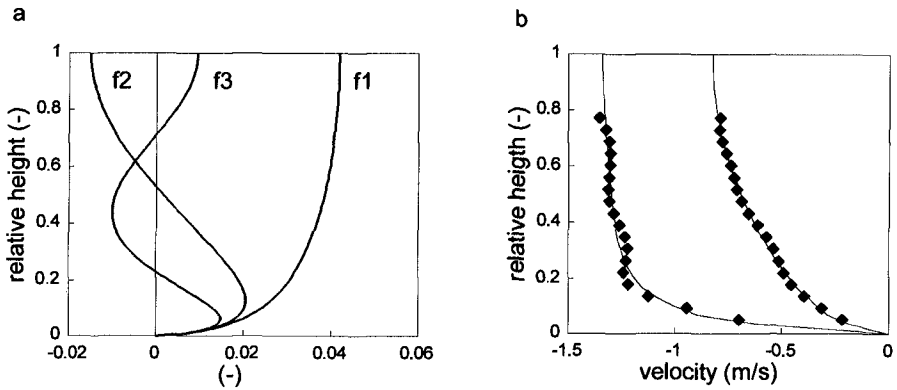 a
1
0.8
0.6
0.4
0.2
0
relative height (-)
f2
f3
f1
-0.02
0
0.02
0.04
0.06
(-)
b
1
0.8
0.6
0.4
0.2
0
relative heigth (-)
-1.5
-1
-0.5
0
velocity (m/s)